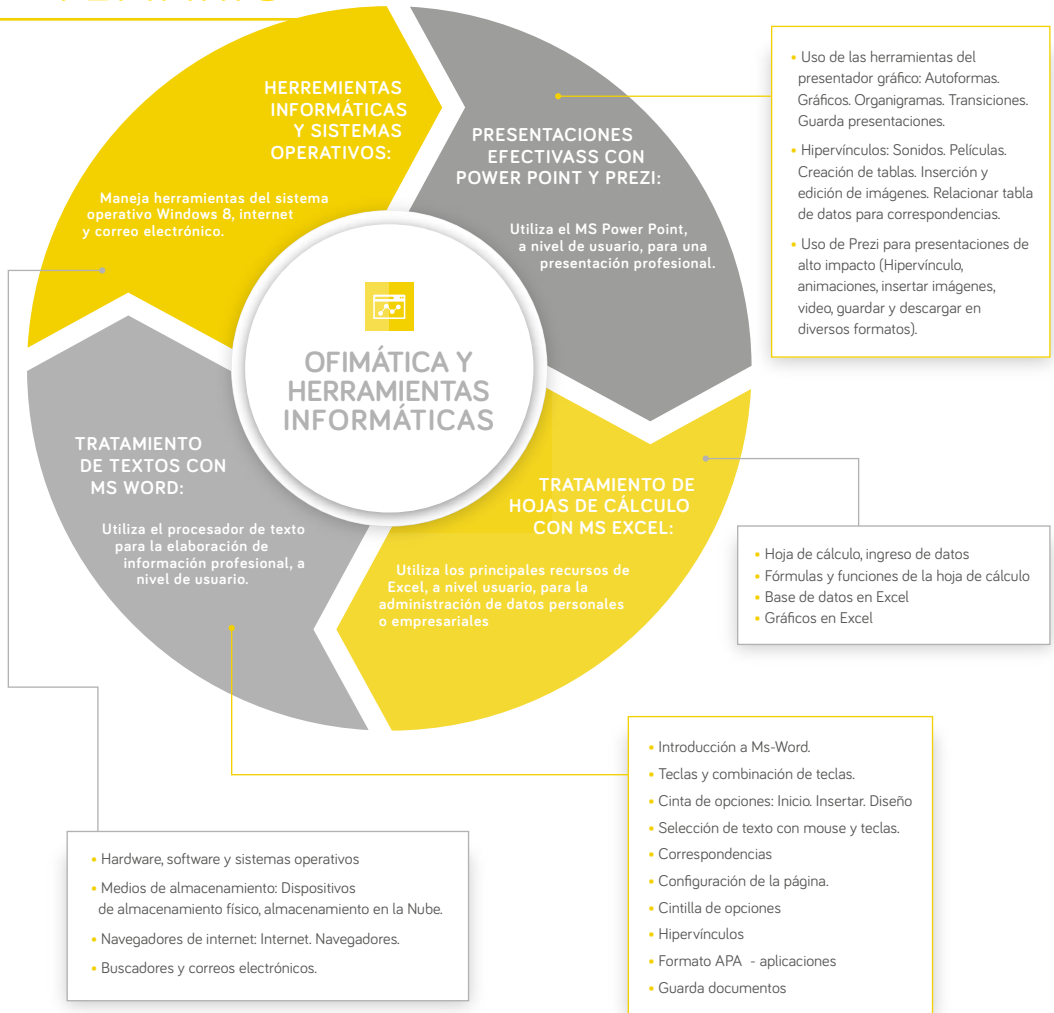 HERREMIENTAS
INFORMÁTICAS
Y SISTEMAS
OPERATIVOS:
Maneja herramientas del sistema
operativo Windows 8, internet
y correo electrónico.
PRESENTACIONES
EFECTIVASS CON
POWER POINT Y PREZI:
Utiliza el MS Power Point,
a nivel de usuario, para una
presentación profesional.
• Uso de las herramientas del
presentador gráfico: Autoformas.
Gráficos. Organigramas. Transiciones.
Guarda presentaciones.
• Hipervínculos: Sonidos. Películas.
Creación de tablas. Inserción y
edición de imágenes. Relacionar tabla
de datos para correspondencias.
• Uso de Prezi para presentaciones de
alto impacto (Hipervínculo,
animaciones, insertar imágenes,
video, guardar y descargar en
diversos formatos).
OFIMÁTICA Y
HERRAMIENTAS
INFORMÁTICAS
TRATAMIENTO
DE TEXTOS CON
MS WORD:
Utiliza el procesador de texto
para la elaboración de
información profesional, a
nivel de usuario.
TRATAMIENTO DE
HOJAS DE CÁLCULO
CON MS EXCEL:
Utiliza los principales recursos de
Excel, a nivel usuario, para la
administración de datos personales
o empresariales
• Hoja de cálculo, ingreso de datos
• Fórmulas y funciones de la hoja de cálculo
• Base de datos en Excel
• Gráficos en Excel
• Introducción a Ms-Word.
• Teclas y combinación de teclas.
• Cinta de opciones: Inicio. Insertar. Diseño
• Selección de texto con mouse y teclas.
• Correspondencias
• Configuración de la página.
• Cintilla de opciones
• Hipervínculos
• Formato APA - aplicaciones
• Guarda documentos
• Hardware, software y sistemas operativos
• Medios de almacenamiento: Dispositivos
de almacenamiento físico, almacenamiento en la Nube.
• Navegadores de internet: Internet. Navegadores.
• Buscadores y correos electrónicos.